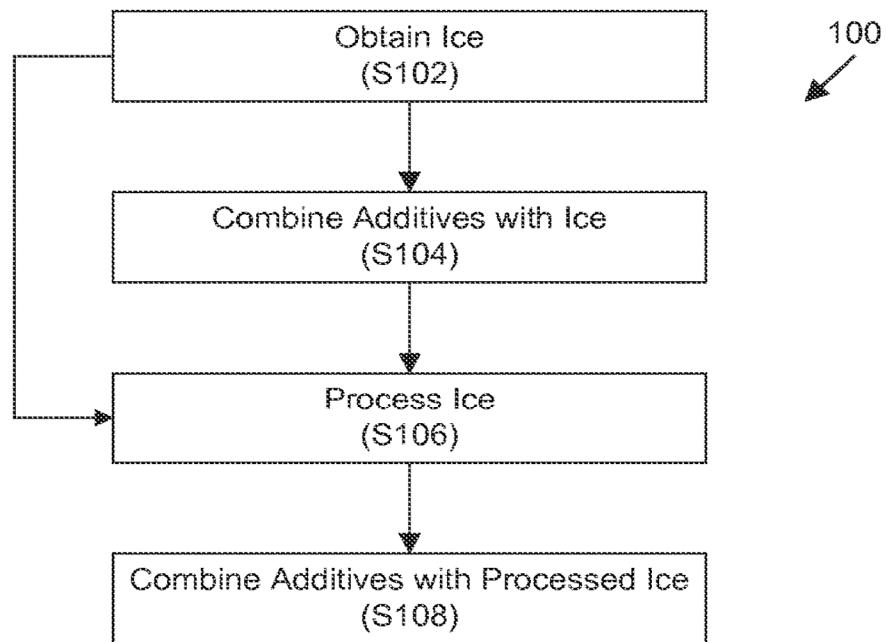 Obtain Ice
(S102)
100
Combine Additives with Ice
(S104)
Process Ice
(S106)
Combine Additives with Processed Ice
(S108)